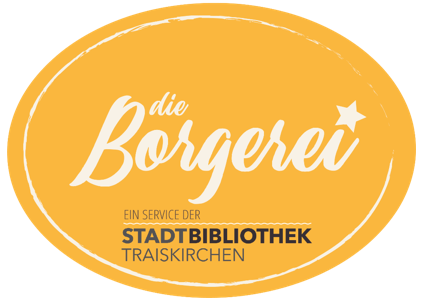 die
Borgerei
EIN SERVICE DER
STADTBIBLIOTHEK
TRAISKIRCHEN